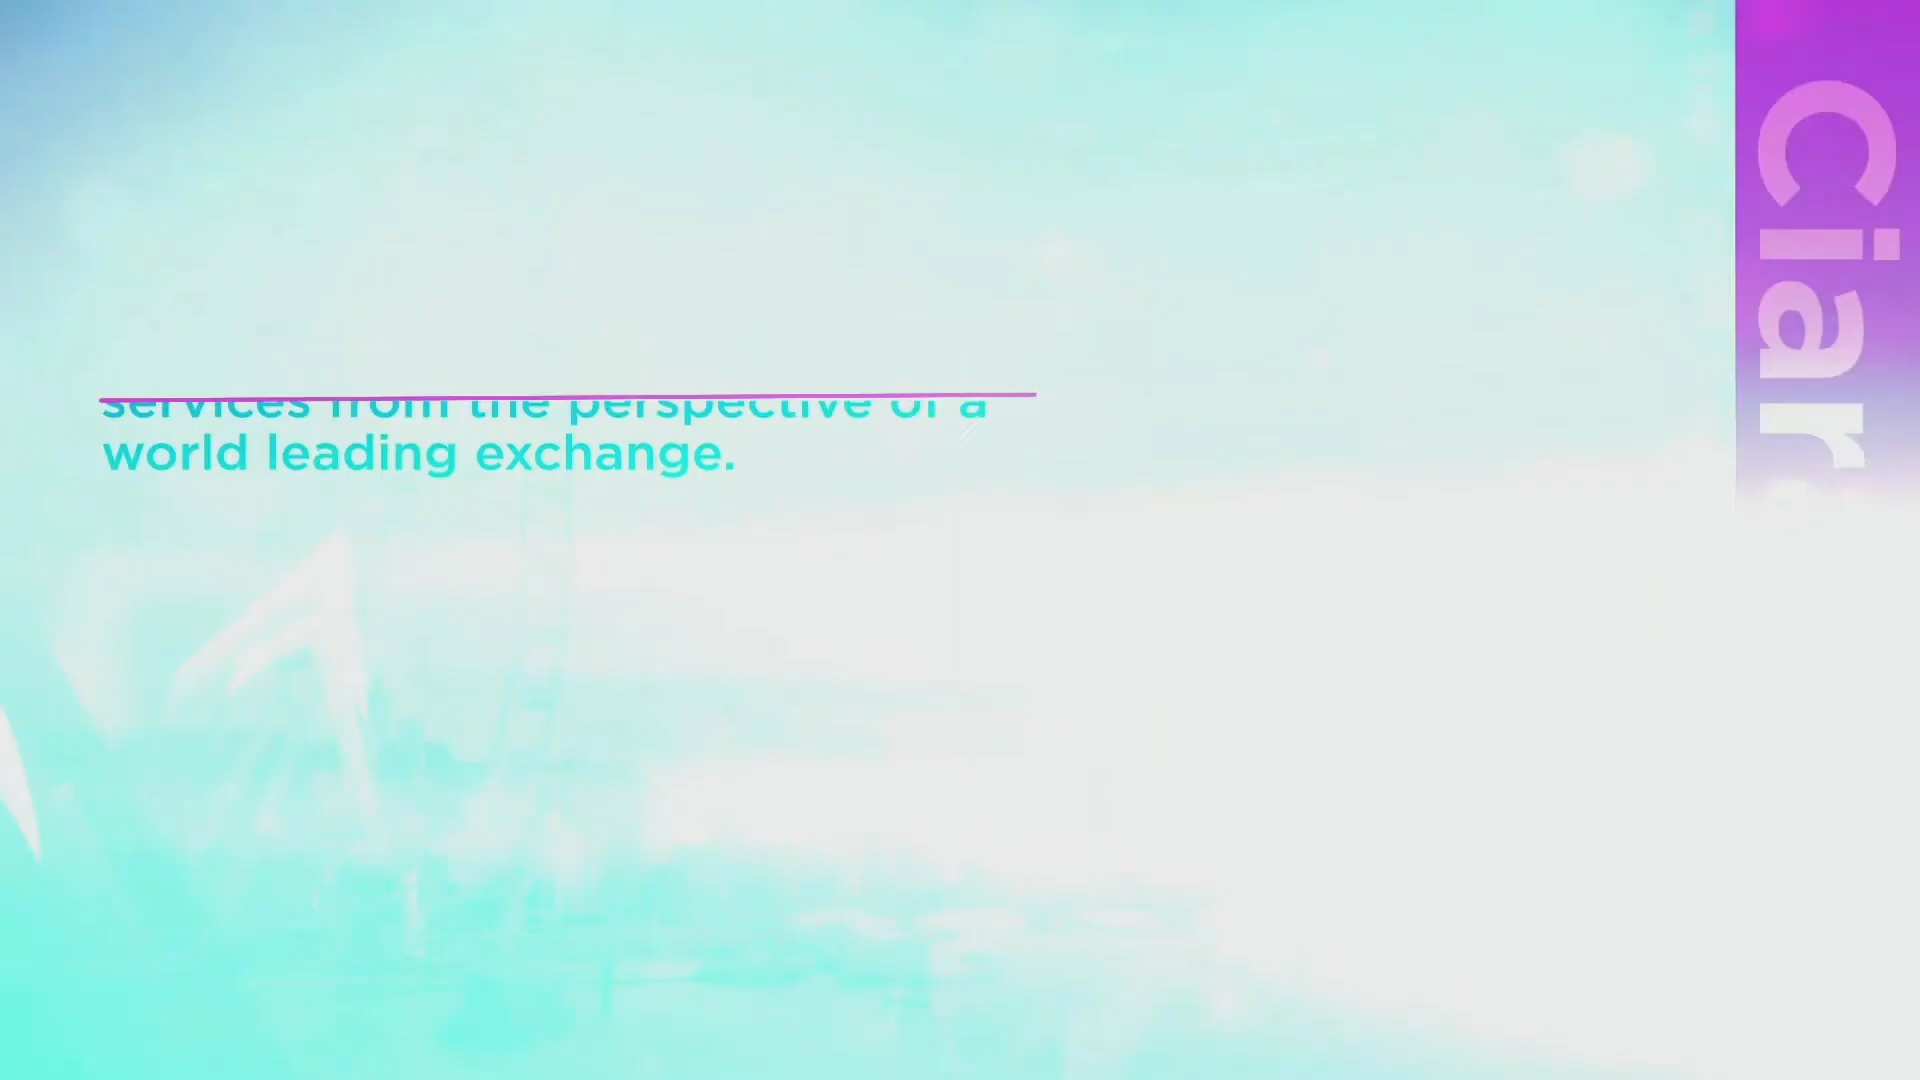 services from the perspective of a
world leading exchange.
Ciar